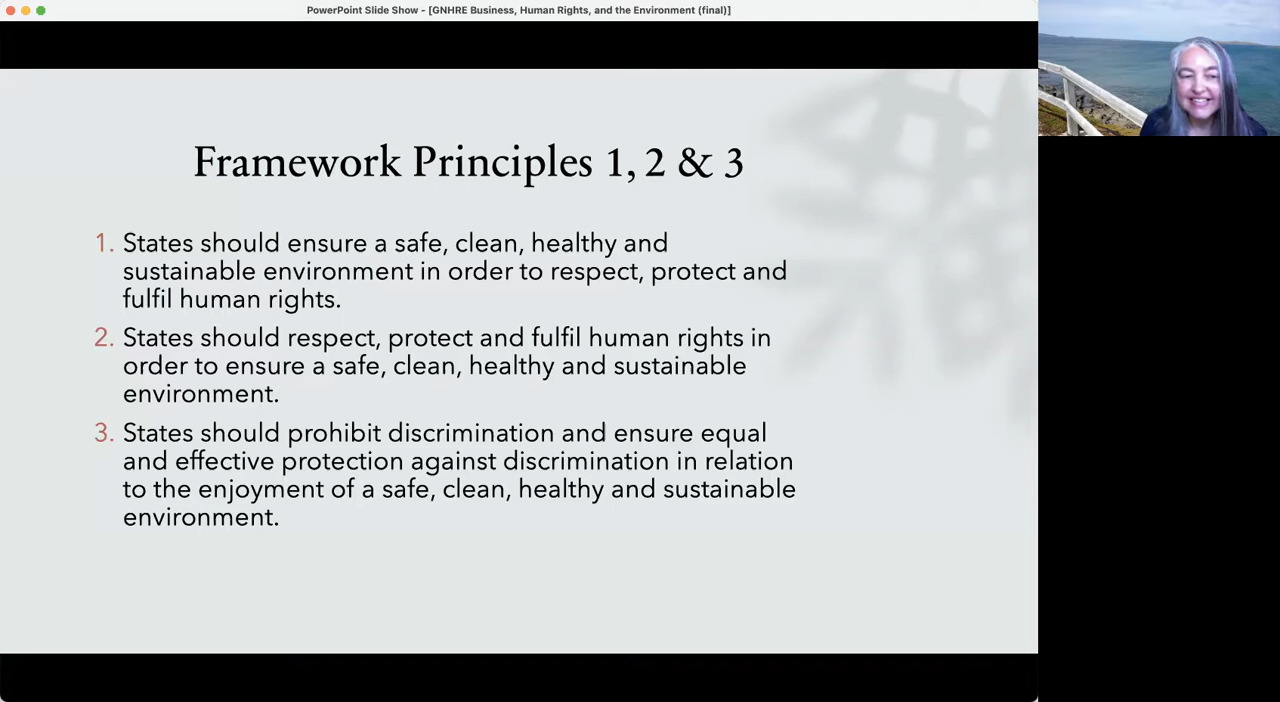 PowerPoint Slide Show - [GNHRE Business, Human Rights, and the Environment (final)]
Framework Principles 1, 2 & 3
1. States should ensure a safe, clean, healthy and
sustainable environment in order to respect, protect and
fulfil human rights.
2. States should respect, protect and fulfil human rights in
order to ensure a safe, clean, healthy and sustainable
environment.
3. States should prohibit discrimination and ensure equal
and effective protection against discrimination in relation
to the enjoyment of a safe, clean, healthy and sustainable
environment.